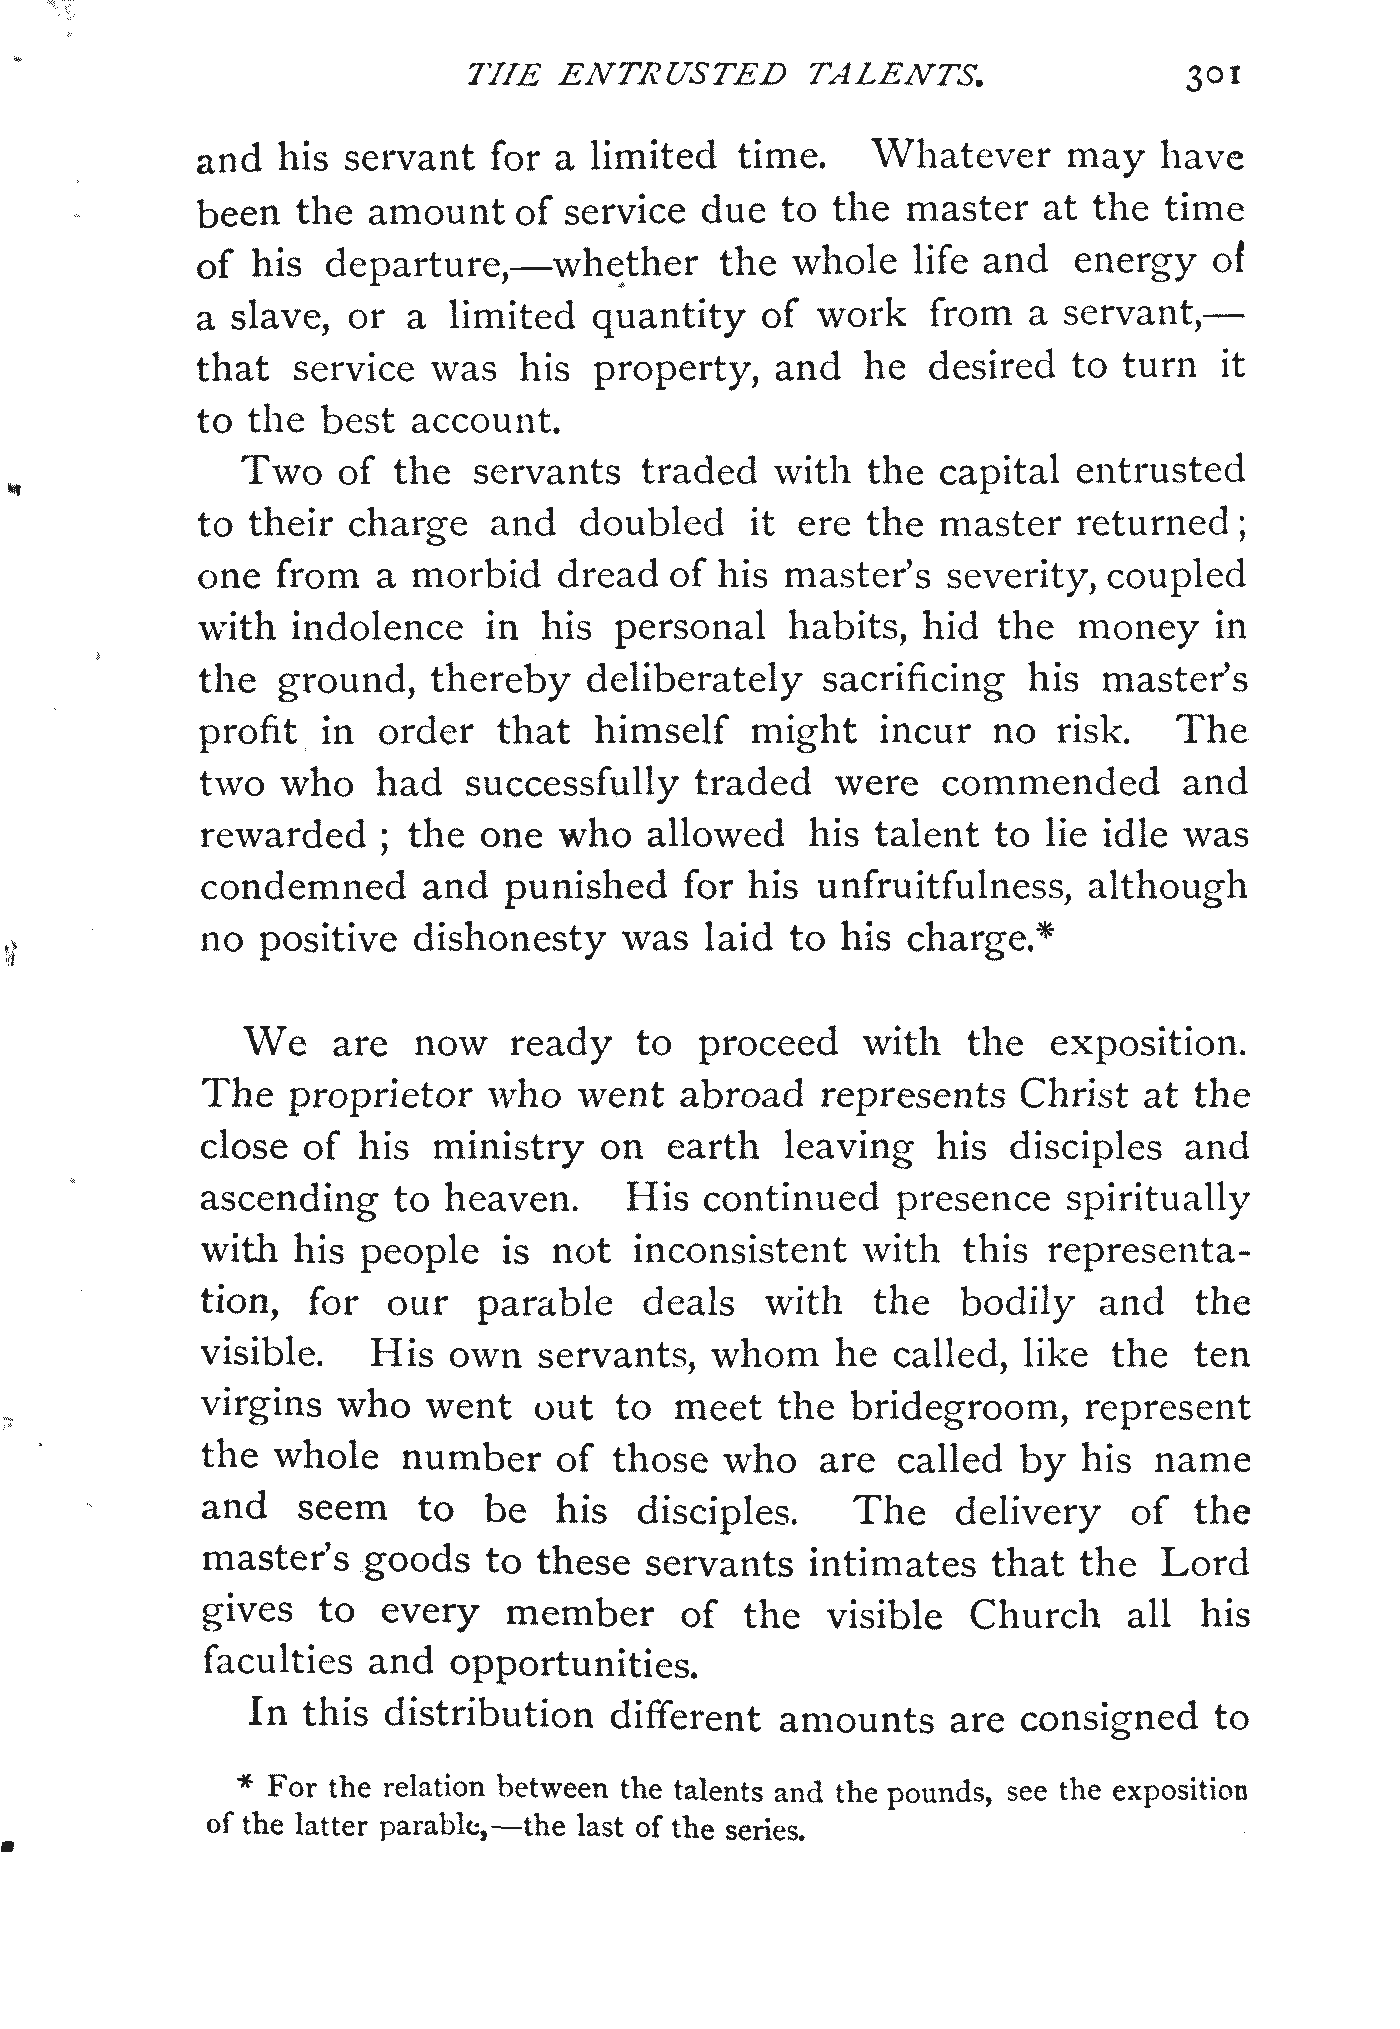 THE ENTRUSTED TALENTS. 301
and his servant for a limited time. Whatever may have
been the amount of service due to the master at the time
of his departure,—whether the whole life and energy of
a slave, or a limited quantity of work from a servant,—
that service was his property, and he desired to turn it
to the best account.
Two of the servants traded with the capital entrusted
to their charge and doubled it ere the master returned;
one from a morbid dread of his master's severity, coupled
with indolence in his personal habits, hid the money in
the ground, thereby deliberately sacrificing his master's
profit in order that himself might incur no risk. The
two who had successfully traded were commended and
rewarded; the one who allowed his talent to lie idle was
condemned and punished for his unfruitfulness, although
no positive dishonesty was laid to his charge.*
We are now ready to proceed with the exposition.
The proprietor who went abroad represents Christ at the
close of his ministry on earth leaving his disciples and
ascending to heaven. His continued presence spiritually
with his people is not inconsistent with this representa-
tion, for our parable deals with the bodily and the
visible. His own servants, whom he called, like the ten
virgins who went out to meet the bridegroom, represent
the whole number of those who are called by his name
and seem to be his disciples. The delivery of the
master's goods to these servants intimates that the Lord
gives to every member of the visible Church all his
faculties and opportunities.
In this distribution different amounts are consigned to
* For the relation between the talents and the pounds, see the exposition
of the latter parable,—the last of the series.